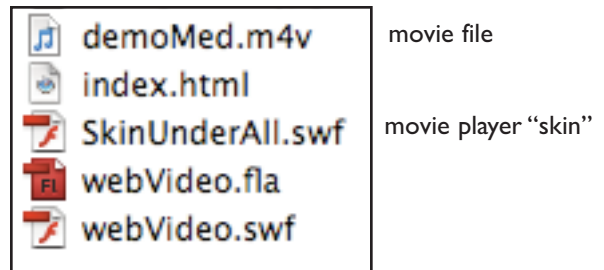 demoMed.m4v movie file
index.html
SkinUnderAll.swf movie player “skin”
webVideo.fla
webVideo.swf